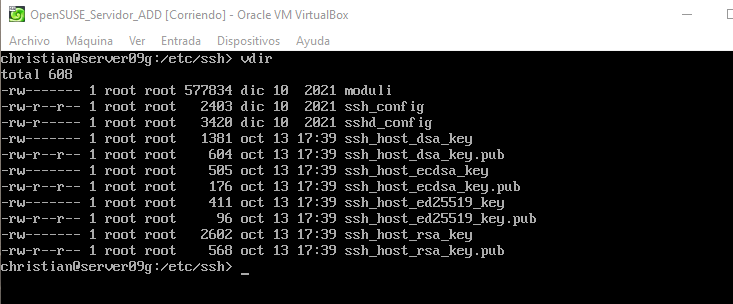 OpenSUSE_Servidor_ADD [Corriendo] - Oracle VM VirtualBox
Archivo Máquina Ver Entrada Dispositivos Ayuda
christian@server09g:/etc/ssh> vdir
total 608
-rw------- 1 root root 577834 dic 10  2021 moduli
-rw-r--r-- 1 root root   2403 dic 10  2021 ssh_config
-rw-r----- 1 root root   3420 dic 10  2021 sshd_config
-rw------- 1 root root   1381 oct 13 17:39 ssh_host_dsa_key
-rw-r--r-- 1 root root    604 oct 13 17:39 ssh_host_dsa_key.pub
-rw------- 1 root root    505 oct 13 17:39 ssh_host_ecdsa_key
-rw-r--r-- 1 root root    176 oct 13 17:39 ssh_host_ecdsa_key.pub
-rw------- 1 root root    411 oct 13 17:39 ssh_host_ed25519_key
-rw-r--r-- 1 root root     96 oct 13 17:39 ssh_host_ed25519_key.pub
-rw------- 1 root root   2602 oct 13 17:39 ssh_host_rsa_key
-rw-r--r-- 1 root root    568 oct 13 17:39 ssh_host_rsa_key.pub
christian@server09g:/etc/ssh> _